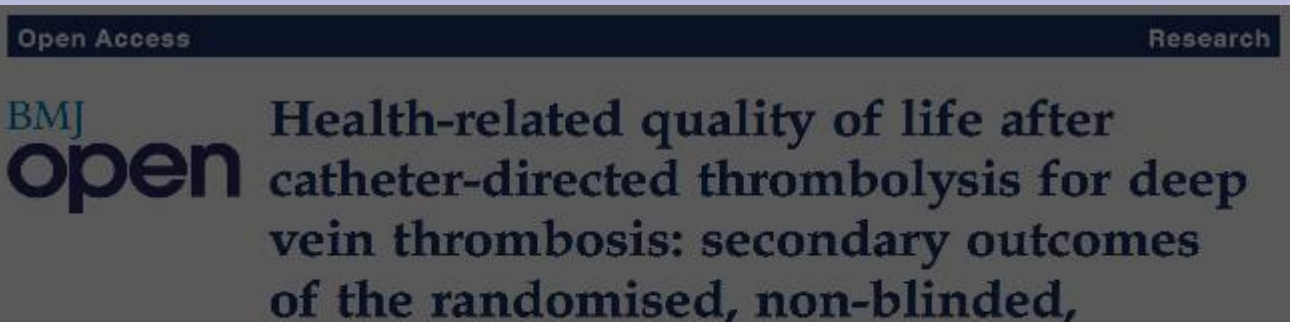 Open Access Research
BMJ
open
Health-related quality of life after
catheter-directed thrombolysis for deep
vein thrombosis: secondary outcomes
of the randomised, non-blinded,